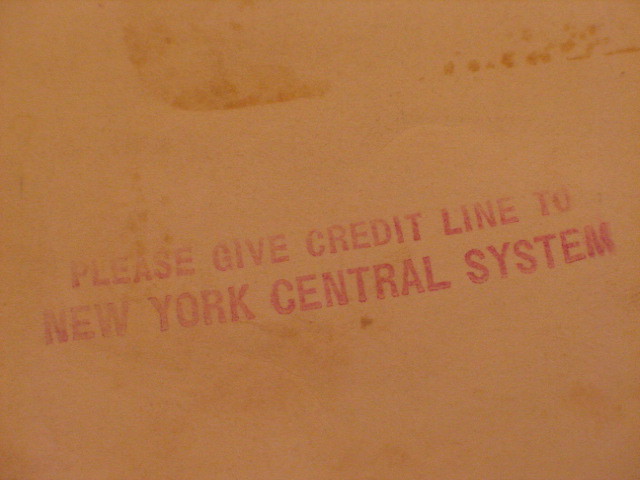 PLEASE GIVE CREDIT LINE TO
NEW YORK CENTRAL SYSTEM